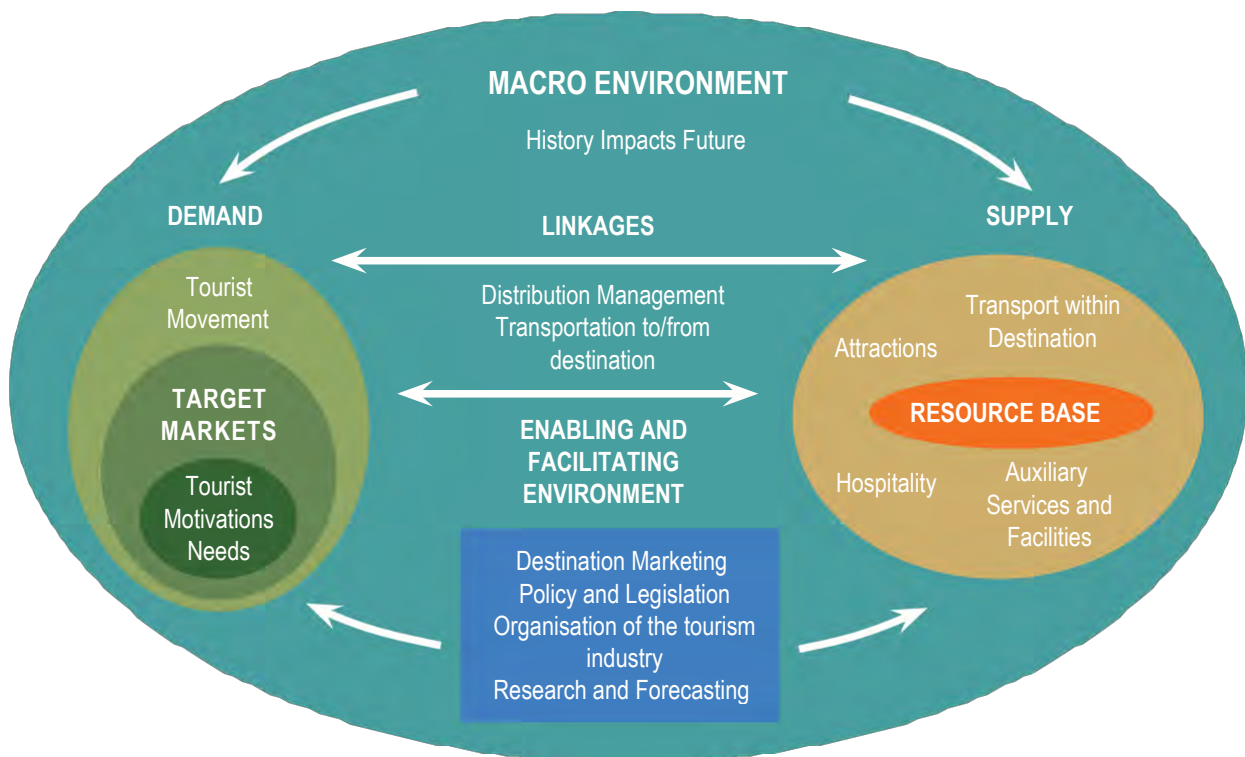 MACRO ENVIRONMENT
History Impacts Future
DEMAND
Tourist
Movement
TARGET
MARKETS
Tourist
Motivations
Needs
LINKAGES
Distribution Management
Transportation to/from
destination
ENABLING AND
FACILITATING
ENVIRONMENT
Destination Marketing
Policy and Legislation
Organisation of the tourism
industry
Research and Forecasting
SUPPLY
Transport within
Destination
Attractions
RESOURCE BASE
Hospitality
Auxiliary
Services and
Facilities